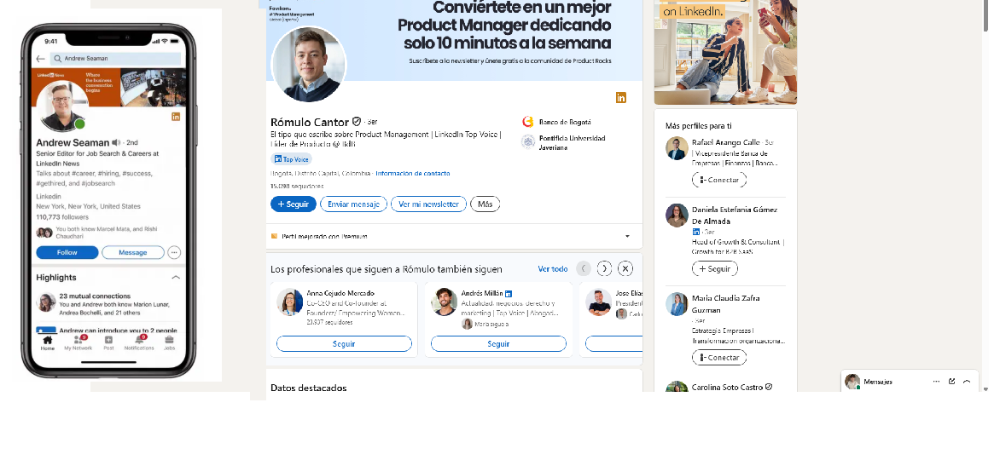 9:41
Andrew Seaman
LinkedIn News
Where
the business
conversation
begins
Andrew Seaman · 2nd
Senior Editor for Job Search & Careers at
LinkedIn News
Talks about #career, #hiring, #success,
#gethired, and #jobsearch
Linkedin
New York, New York, United States
110,773 followers
You both know Marcel Mata, and Rishi
Chaudhari
Follow
Message
Highlights
23 mutual connections
You and Andrew both know Marion Lunar,
Andrea Bochelli, and 21 others
Andrew can introduce you to 2 people
Home
My Network
Post
Notifications
Jobs
Favikon
#1 Product Management
Global (Español)
Conviértete en un mejor
Product Manager dedicando
solo 10 minutos a la semana
Suscríbete a la newsletter y únete gratis a la comunidad de Product Rocks
Rómulo Cantor · 3er
El tipo que escribe sobre Product Management | LinkedIn Top Voice |
Líder de Producto @ BdB
Top Voice
Bogotá, Distrito Capital, Colombia · Información de contacto
15.098 seguidores
+ Seguir
Enviar mensaje
Ver mi newsletter
Más
Banco de Bogotá
Pontificia Universidad
Javeriana
Perfil mejorado con Premium
Los profesionales que siguen a Rómulo también siguen
Ver todo
Anna Cejudo Mercado
Co-CEO and Co-founder at
Founderz/ Empowering Women...
23.937 seguidores
Seguir
Andrés Millán
Actualidad, negocios, derecho y
marketing | Top Voice | Abogad...
María sigue a
Seguir
Jose Elías
President
Datos destacados
on LinkedIn.
Más perfiles para ti
Rafael Arango Calle · 3er
| Vicepresidente Banca de
Empresas | Finanzas | Banca...
Conectar
Daniela Estefania Gómez
De Almada
· 3er
Head of Growth & Consultant |
Growth for B2B SaaS
+ Seguir
Maria Claudia Zafra
Guzman
· 3er
Estrategia Empresas |
Transformacion organizaciona...
Conectar
Carolina Soto Castro
Mensajes